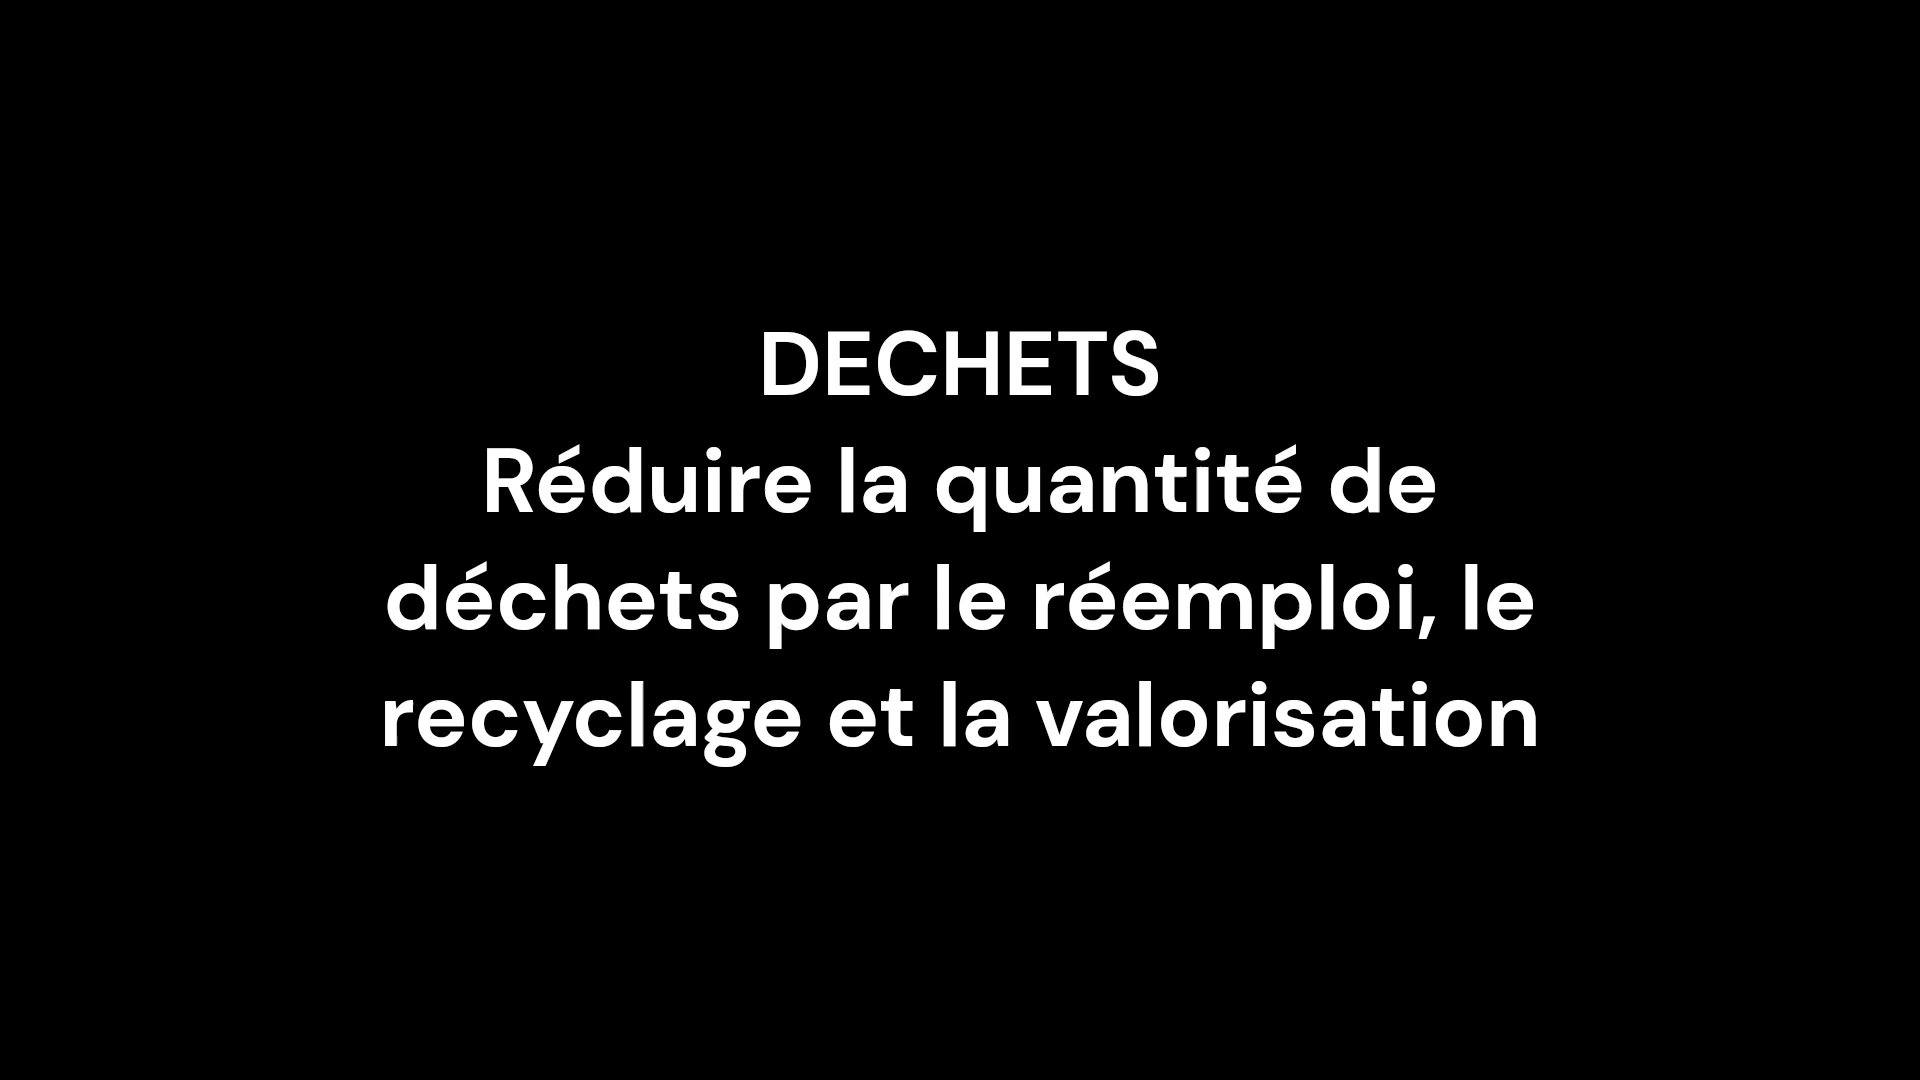 DECHETS
Réduire la quantité de
déchets par le réemploi, le
recyclage et la valorisation